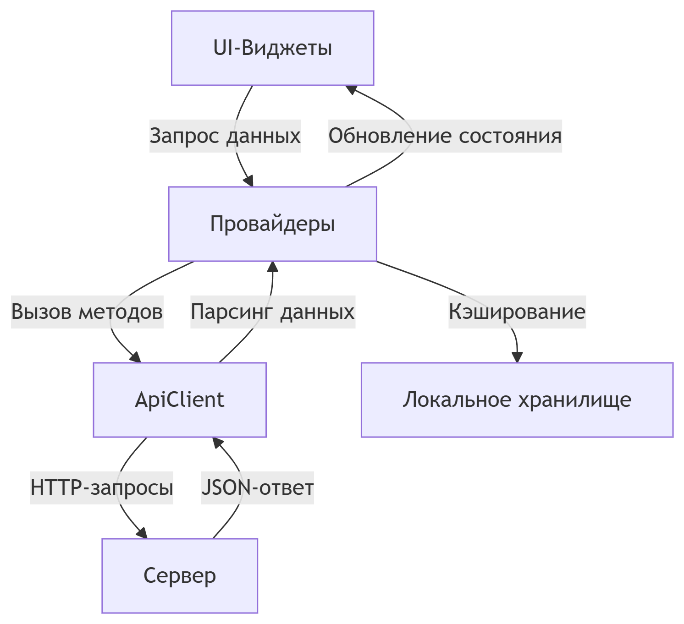 UI-Виджеты
Запрос данных
Обновление состояния
Провайдеры
Вызов методов
Парсинг данных
Кэширование
ApiClient
Локальное хранилище
HTTP-запросы
JSON-ответ
Сервер